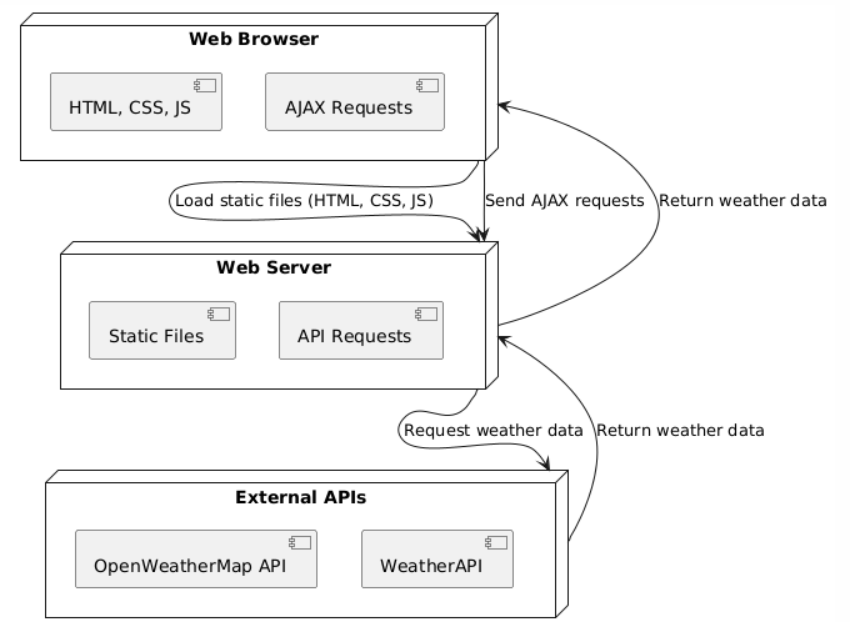 Web Browser
HTML, CSS, JS
AJAX Requests
Load static files (HTML, CSS, JS)
Send AJAX requests
Return weather data
Web Server
Static Files
API Requests
Request weather data
Return weather data
External APIs
OpenWeatherMap API
WeatherAPI